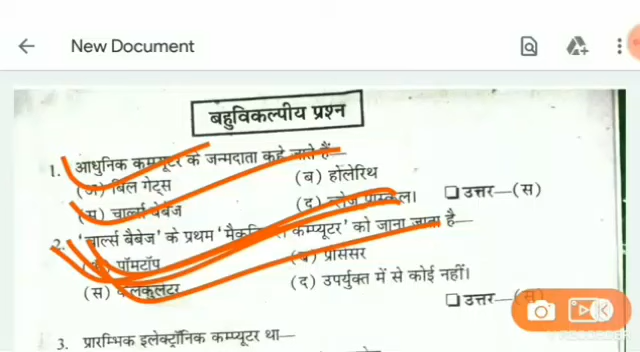 New Document
बहुविकल्पीय प्रश्न
1. आधुनिक कम्प्यूटर के जन्मदाता कहे जाते हैं—
(अ) बिल गेट्स (ब) होलेरिथ
(स) चार्ल्स बेबेज (द) ब्लेज पास्कल। ❏ उत्तर—(स)
2. 'चार्ल्स बैबेज' के प्रथम 'कम्प्यूटर' को जाना जाता है—
पॉमटॉप (ब) प्रोसेसर
(स) कैलकुलेटर (द) उपर्युक्त में से कोई नहीं।
❏ उत्तर—(स)
3. प्रारम्भिक इलेक्ट्रॉनिक कम्प्यूटर था—